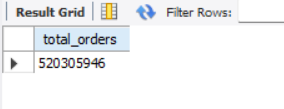 Result Grid Filter Rows:
total_orders
520305946